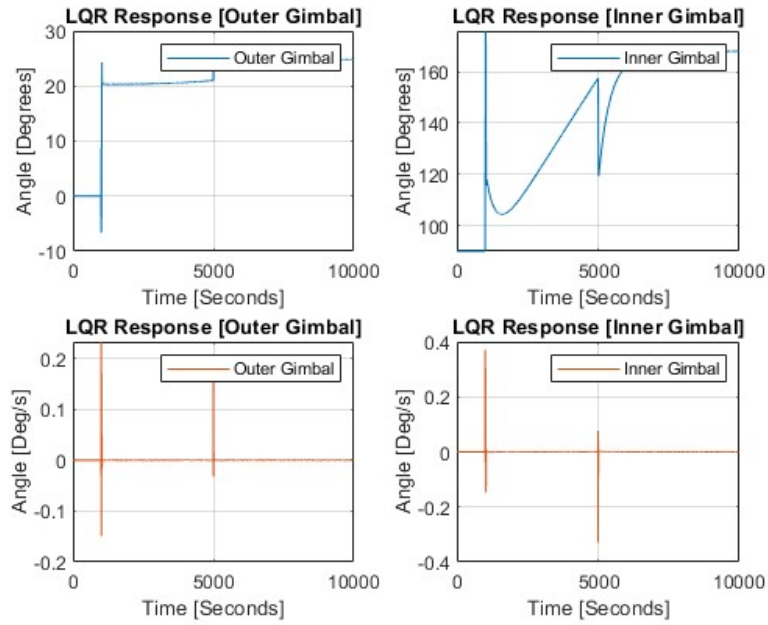 LQR Response [Outer Gimbal]
30
20
10
0
-10
Angle [Degrees]
Outer Gimbal
0
5000
10000
Time [Seconds]
LQR Response [Inner Gimbal]
160
140
120
100
Angle [Degrees]
Inner Gimbal
0
5000
10000
Time [Seconds]
LQR Response [Outer Gimbal]
0.2
0.1
0
-0.1
-0.2
Angle [Deg/s]
Outer Gimbal
0
5000
10000
Time [Seconds]
LQR Response [Inner Gimbal]
0.4
0.2
0
-0.2
-0.4
Angle [Deg/s]
Inner Gimbal
0
5000
10000
Time [Seconds]